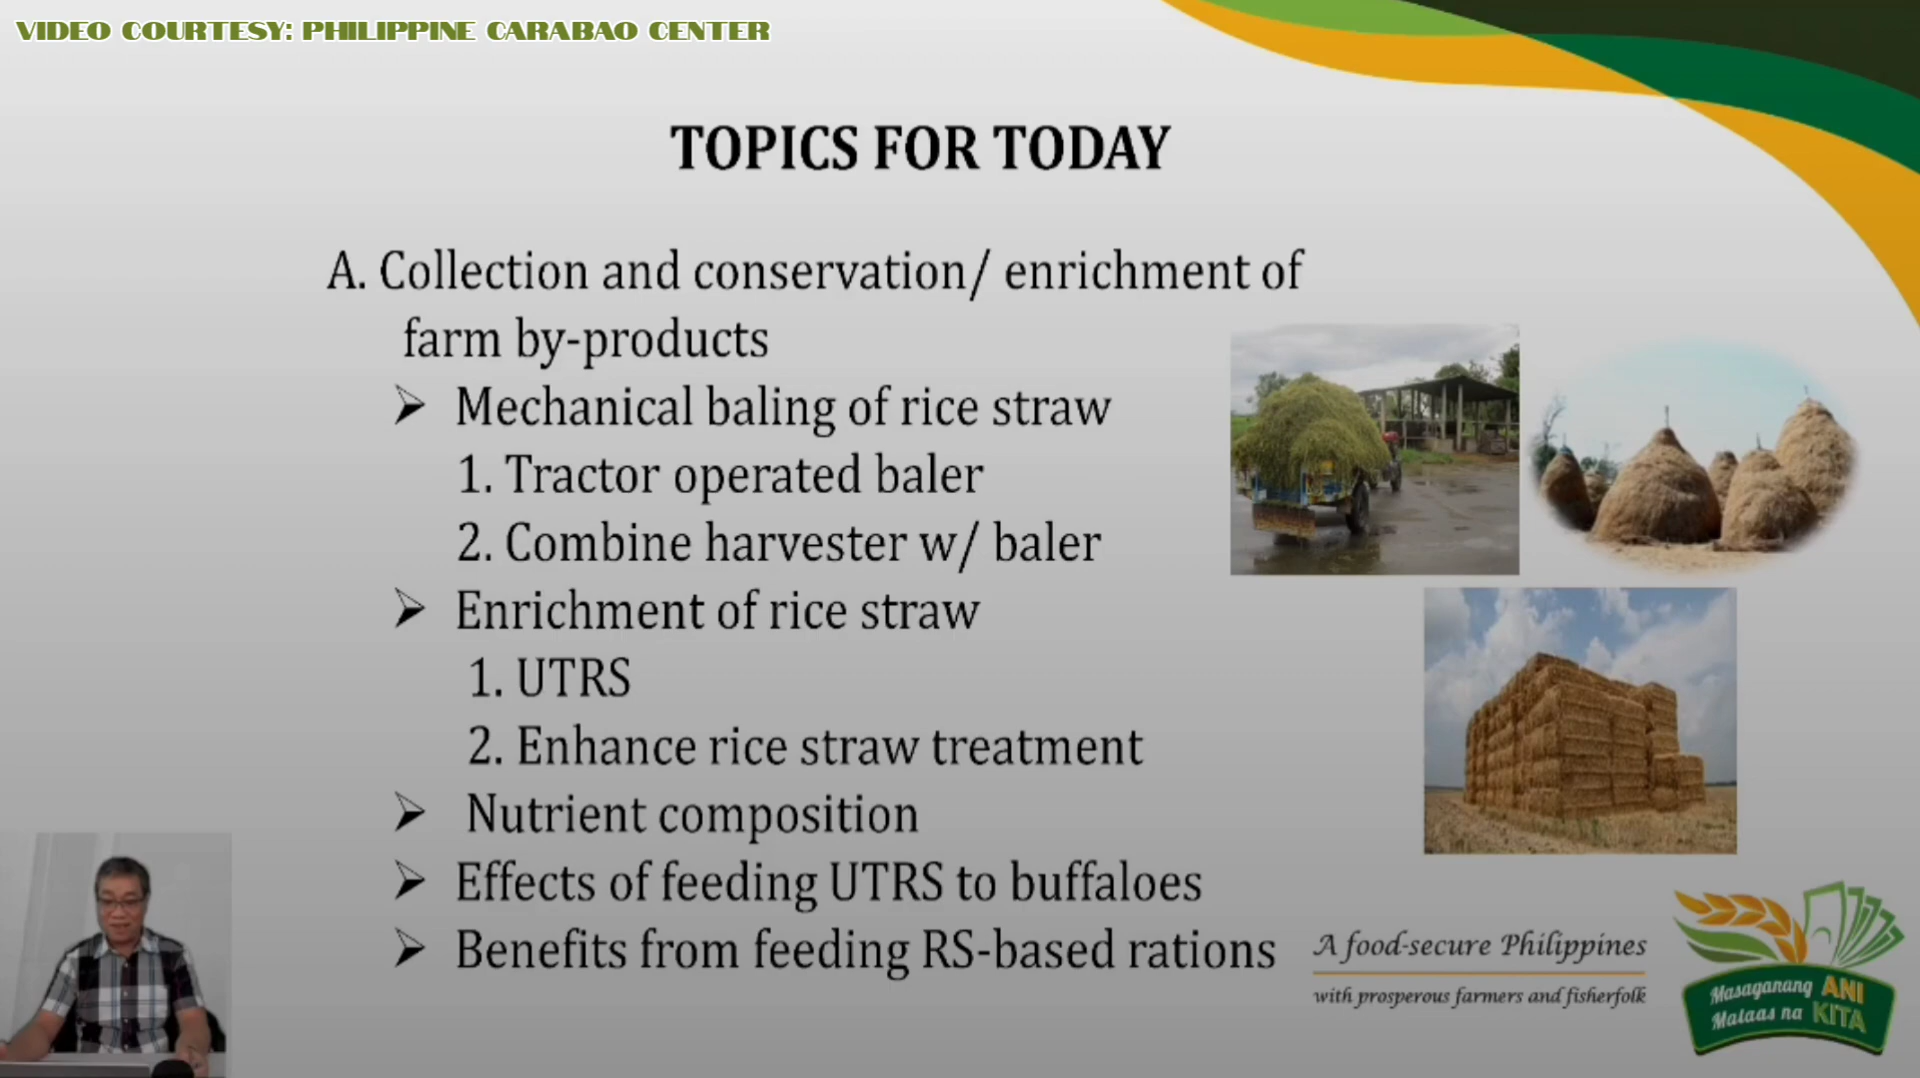 VIDEO COURTESY: PHILIPPINE CARABAO CENTER
TOPICS FOR TODAY
A. Collection and conservation/ enrichment of
farm by-products
➢ Mechanical baling of rice straw
1. Tractor operated baler
2. Combine harvester w/ baler
➢ Enrichment of rice straw
1. UTRS
2. Enhance rice straw treatment
➢ Nutrient composition
➢ Effects of feeding UTRS to buffaloes
➢ Benefits from feeding RS-based rations
A food-secure Philippines
with prosperous farmers and fisherfolk
Masaganang ANI
Mataas na KITA